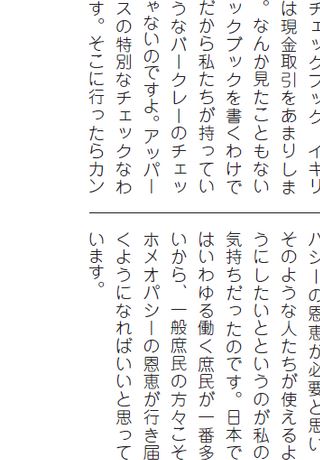 チェックブック　イギリ
は現金取引をあまりしま
。なんか見たこともない
ックブックを書くわけで
だから私たちが持ってい
うなバークレーのチェッ
ゃないのですよ。アッパー
スの特別なチェックなわ
す。そこに行ったらカン
パシーの恩恵が必要と思い
そのような人たちが使えるよ
うにしたいとというのが私の
気持ちだったのです。日本で
はいわゆる働く庶民が一番多
いから、一般庶民の方々こそ
ホメオパシーの恩恵が行き届
くようになればいいと思って
います。